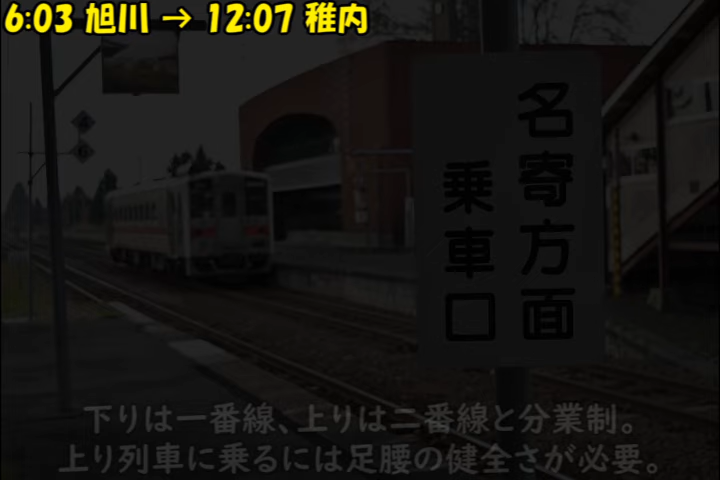 6:03 旭川 → 12:07 稚内
名寄方面
乗車口
下りは一番線、上りは二番線と分業制。
上り列車に乗るには足腰の健全さが必要。